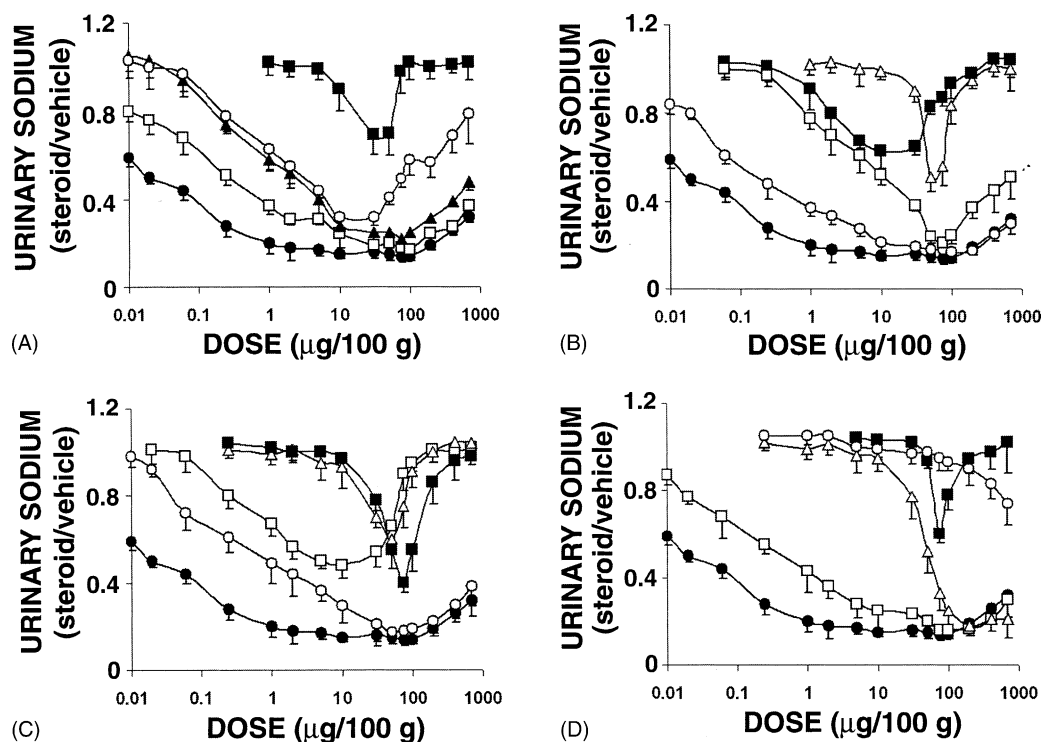 1.2
0.8
0.4
0
URINARY SODIUM
(steroid/vehicle)
0.01 0.1 1 10 100 1000
(A)
DOSE (μg/100 g)
1.2
0.8
0.4
0
URINARY SODIUM
(steroid/vehicle)
0.01 0.1 1 10 100 1000
(B)
DOSE (μg/100 g)
1.2
0.8
0.4
0
URINARY SODIUM
(steroid/vehicle)
0.01 0.1 1 10 100 1000
(C)
DOSE (μg/100 g)
1.2
0.8
0.4
0
URINARY SODIUM
(steroid/vehicle)
0.01 0.1 1 10 100 1000
(D)
DOSE (μg/100 g)